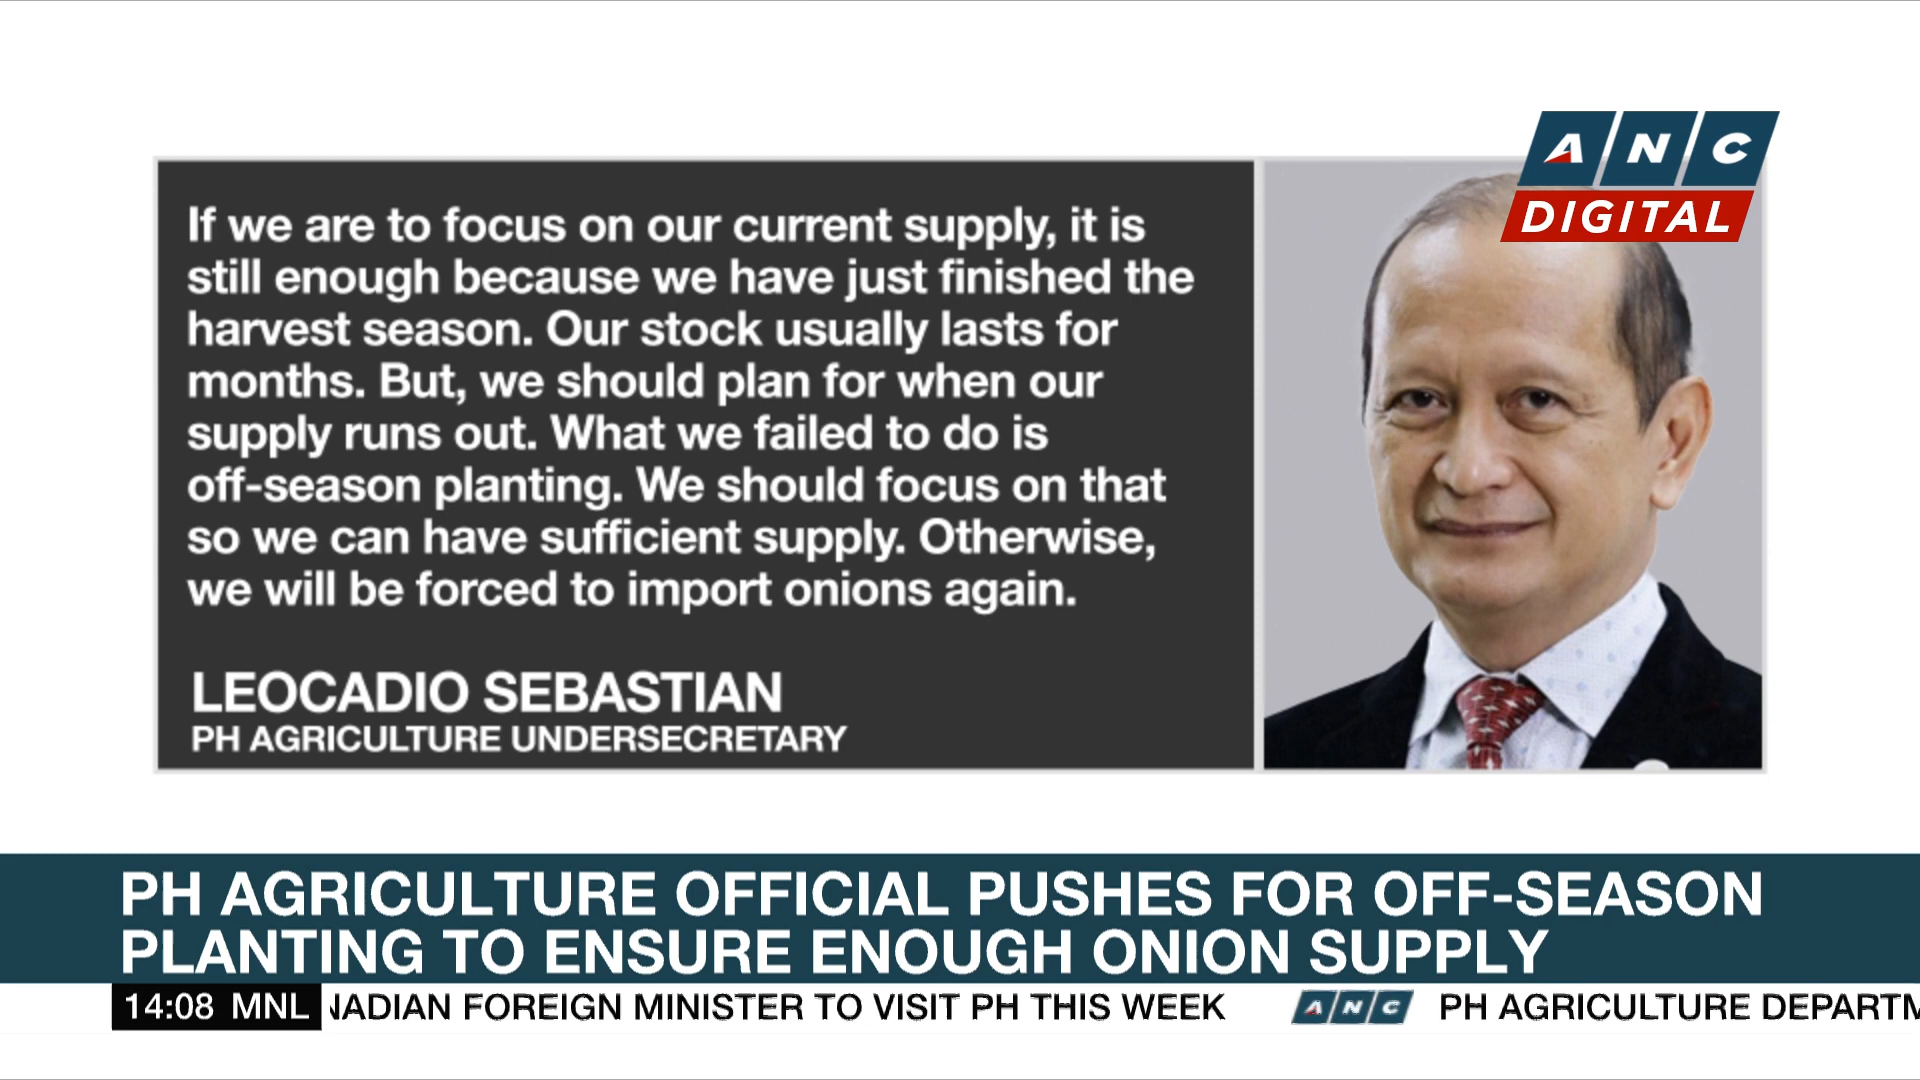 ANC
DIGITAL
If we are to focus on our current supply, it is
still enough because we have just finished the
harvest season. Our stock usually lasts for
months. But, we should plan for when our
supply runs out. What we failed to do is
off-season planting. We should focus on that
so we can have sufficient supply. Otherwise,
we will be forced to import onions again.
LEOCADIO SEBASTIAN
PH AGRICULTURE UNDERSECRETARY
PH AGRICULTURE OFFICIAL PUSHES FOR OFF-SEASON
PLANTING TO ENSURE ENOUGH ONION SUPPLY
14:08 MNL FOREIGN MINISTER TO VISIT PH THIS WEEK ANC PH AGRICULTURE